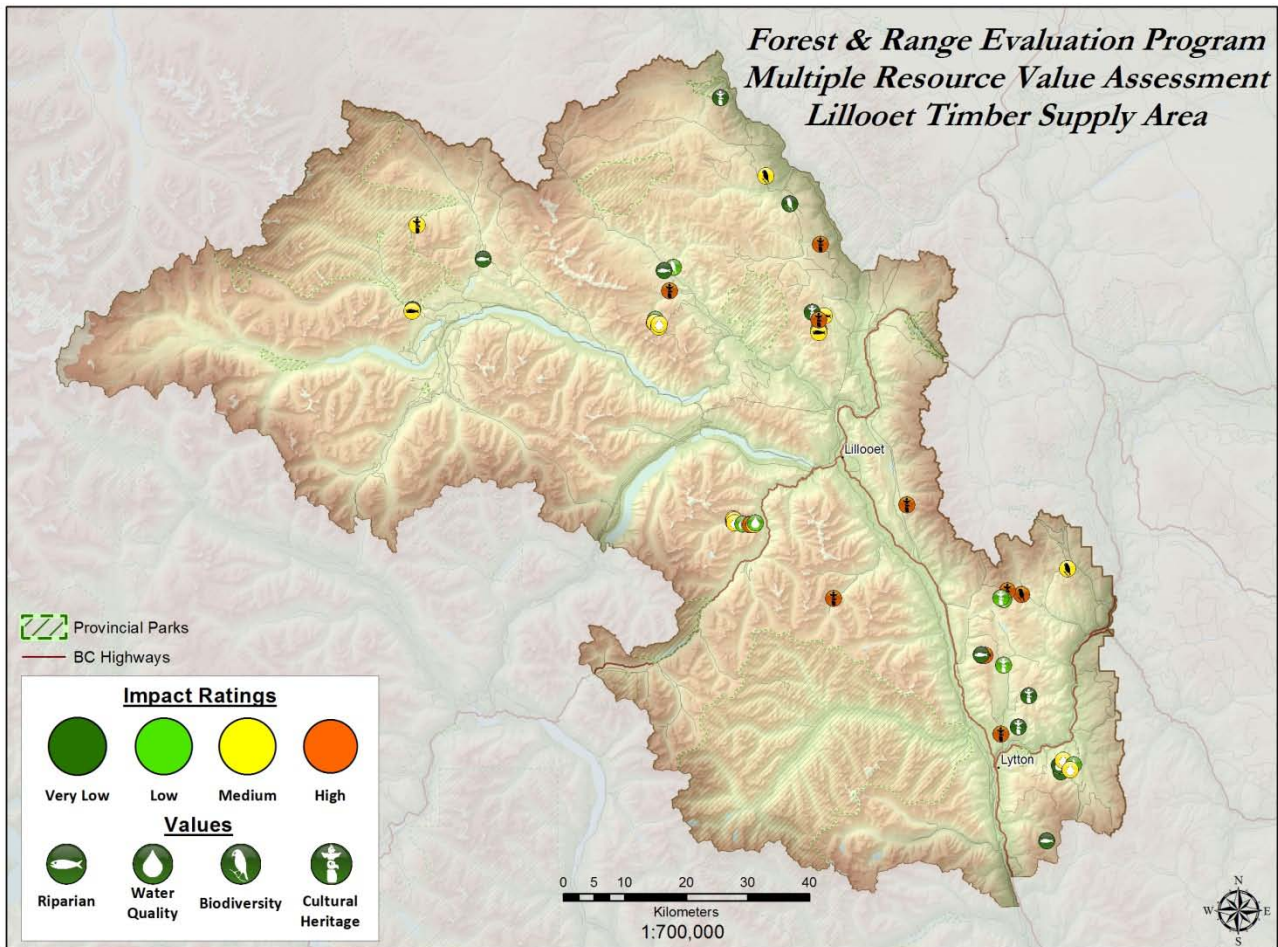 Forest & Range Evaluation Program
Multiple Resource Value Assessment
Lillooet Timber Supply Area
Lillooet
Lytton
Provincial Parks
BC Highways
Impact Ratings
Very Low
Low
Medium
High
Values
Riparian
Water
Quality
Biodiversity
Cultural
Heritage
0 5 10 20 30 40
Kilometers
1:700,000
N
W
E
S